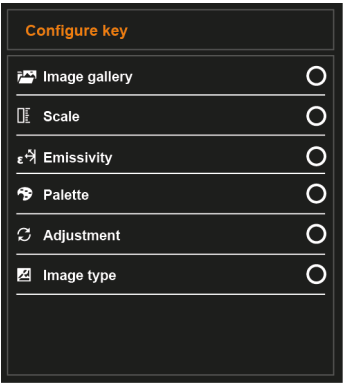 Configure key
Image gallery
Scale
ε Emissivity
Palette
Adjustment
Image type